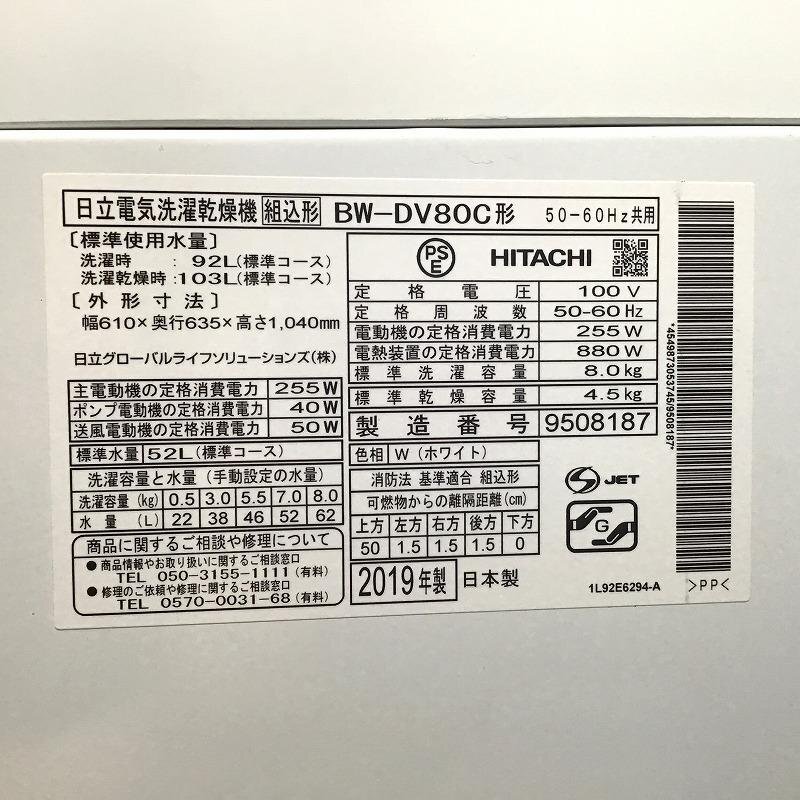 日立電気洗濯乾燥機 組込形 BW-DV80C形 50-60Hz共用
〔標準使用水量〕
洗濯時 : 92L(標準コース)
洗濯乾燥時:103L(標準コース)
〔外形寸法〕
幅610×奥行635×高さ1,040mm
日立グローバルライフソリューションズ(株)
主電動機の定格消費電力 255W
ポンプ電動機の定格消費電力 40W
送風電動機の定格消費電力 50W
標準水量 52L(標準コース)
洗濯容量と水量(手動設定の水量)
洗濯容量(kg) 0.5 3.0 5.5 7.0 8.0
水量(L) 22 38 46 52 62
商品に関するご相談や修理について
●商品情報やお取り扱いに関するご相談窓口
TEL 050-3155-1111(有料)
●修理のご依頼や修理に関するご相談窓口
TEL 0570-0031-68(有料)
PSE HITACHI
定格電圧 100V
定格周波数 50-60Hz
電動機の定格消費電力 255W
電熱装置の定格消費電力 880W
標準洗濯容量 8.0kg
標準乾燥容量 4.5kg
製造番号 9508187
色相 W(ホワイト)
消防法 基準適合 組込形
可燃物からの離隔距離(cm)
上方 左方 右方 後方 下方
50 1.5 1.5 1.5 0
2019年製 日本製
S JET
G
1L92E6294-A
>PP<
*4549873053745/9508187*